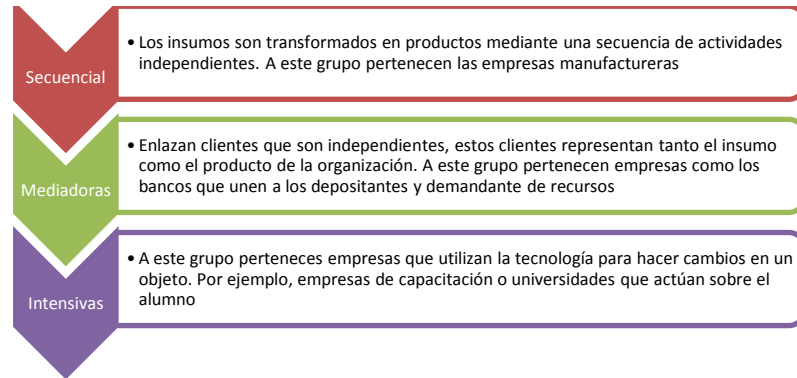 Secuencial
• Los insumos son transformados en productos mediante una secuencia de actividades
independientes. A este grupo pertenecen las empresas manufactureras
Mediadoras
• Enlazan clientes que son independientes, estos clientes representan tanto el insumo
como el producto de la organización. A este grupo pertenecen empresas como los
bancos que unen a los depositantes y demandante de recursos
Intensivas
• A este grupo perteneces empresas que utilizan la tecnología para hacer cambios en un
objeto. Por ejemplo, empresas de capacitación o universidades que actúan sobre el
alumno